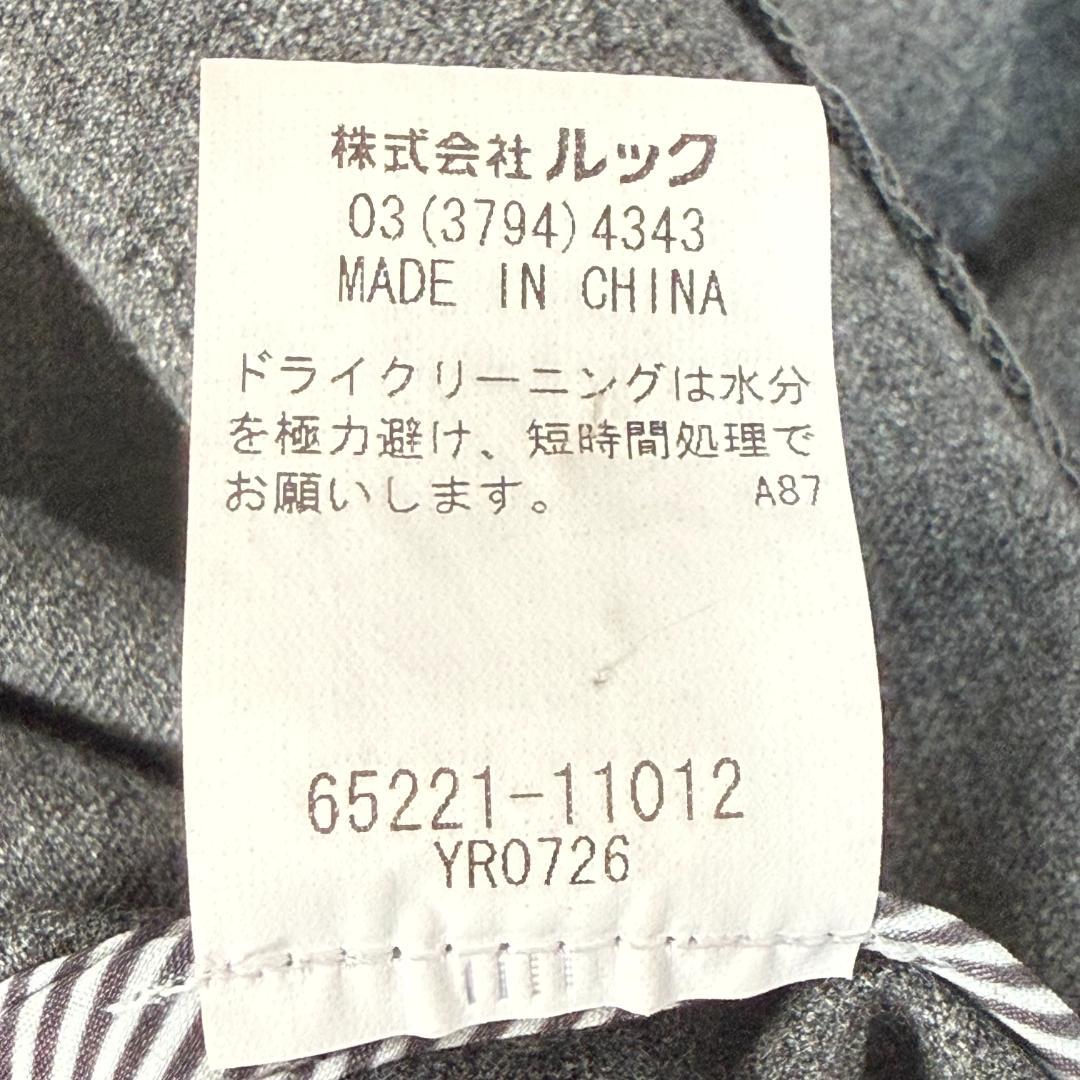 株式会社ルック
03(3794)4343
MADE IN CHINA
ドライクリーニングは水分
を極力避け、短時間処理で
お願いします。 A87
65221-11012
YR0726